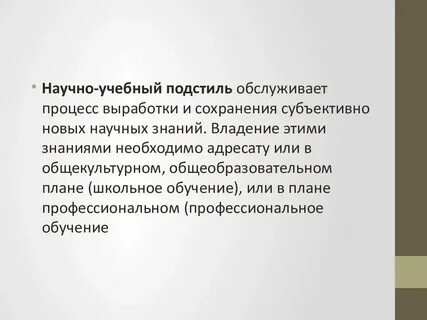 • Научно-учебный подстиль обслуживает
процесс выработки и сохранения субъективно
новых научных знаний. Владение этими
знаниями необходимо адресату или в
общекультурном, общеобразовательном
плане (школьное обучение), или в плане
профессиональном (профессиональное
обучение